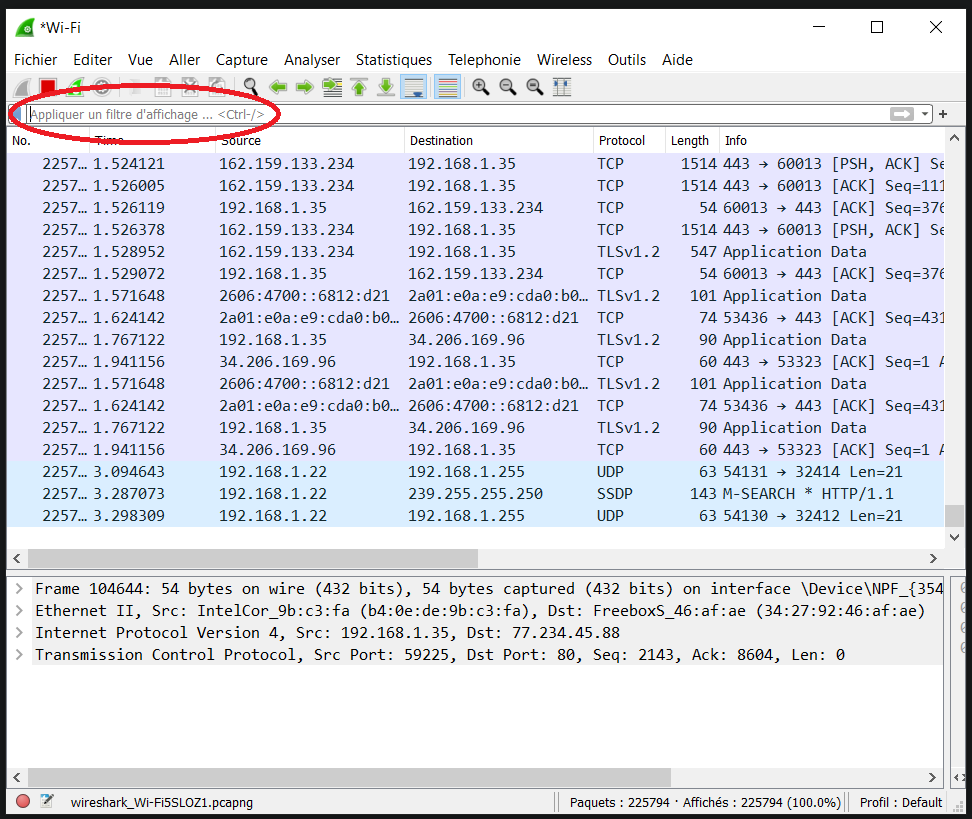 *Wi-Fi
Fichier Editer Vue Aller Capture Analyser Statistiques Telephonie Wireless Outils Aide
Appliquer un filtre d'affichage ... <Ctrl-/>
+
No. Time Source Destination Protocol Length Info
2257… 1.524121 162.159.133.234 192.168.1.35 TCP 1514 443 → 60013 [PSH, ACK] Se
2257… 1.526005 162.159.133.234 192.168.1.35 TCP 1514 443 → 60013 [ACK] Seq=111
2257… 1.526119 192.168.1.35 162.159.133.234 TCP 54 60013 → 443 [ACK] Seq=376
2257… 1.526378 162.159.133.234 192.168.1.35 TCP 1514 443 → 60013 [PSH, ACK] Se
2257… 1.528952 162.159.133.234 192.168.1.35 TLSv1.2 547 Application Data
2257… 1.529072 192.168.1.35 162.159.133.234 TCP 54 60013 → 443 [ACK] Seq=376
2257… 1.571648 2606:4700::6812:d21 2a01:e0a:e9:cda0:b0… TLSv1.2 101 Application Data
2257… 1.624142 2a01:e0a:e9:cda0:b0… 2606:4700::6812:d21 TCP 74 53436 → 443 [ACK] Seq=431
2257… 1.767122 192.168.1.35 34.206.169.96 TLSv1.2 90 Application Data
2257… 1.941156 34.206.169.96 192.168.1.35 TCP 60 443 → 53323 [ACK] Seq=1 A
2257… 1.571648 2606:4700::6812:d21 2a01:e0a:e9:cda0:b0… TLSv1.2 101 Application Data
2257… 1.624142 2a01:e0a:e9:cda0:b0… 2606:4700::6812:d21 TCP 74 53436 → 443 [ACK] Seq=431
2257… 1.767122 192.168.1.35 34.206.169.96 TLSv1.2 90 Application Data
2257… 1.941156 34.206.169.96 192.168.1.35 TCP 60 443 → 53323 [ACK] Seq=1 A
2257… 3.094643 192.168.1.22 192.168.1.255 UDP 63 54131 → 32414 Len=21
2257… 3.287073 192.168.1.22 239.255.255.250 SSDP 143 M-SEARCH * HTTP/1.1
2257… 3.298309 192.168.1.22 192.168.1.255 UDP 63 54130 → 32412 Len=21
Frame 104644: 54 bytes on wire (432 bits), 54 bytes captured (432 bits) on interface \Device\NPF_{354
Ethernet II, Src: IntelCor_9b:c3:fa (b4:0e:de:9b:c3:fa), Dst: FreeboxS_46:af:ae (34:27:92:46:af:ae)
Internet Protocol Version 4, Src: 192.168.1.35, Dst: 77.234.45.88
Transmission Control Protocol, Src Port: 59225, Dst Port: 80, Seq: 2143, Ack: 8604, Len: 0
wireshark_Wi-Fi5SLOZ1.pcapng Paquets : 225794 · Affichés : 225794 (100.0%) Profil : Default